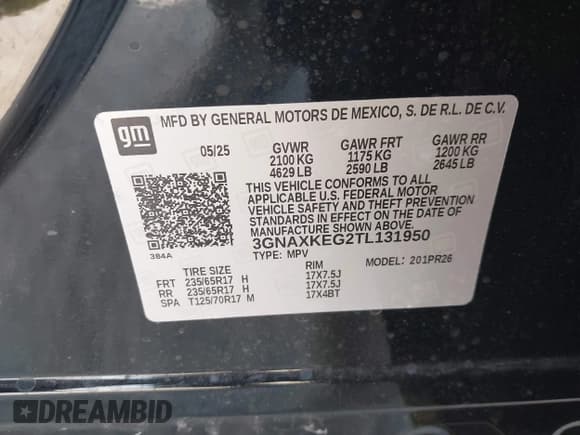 gm
MFD BY GENERAL MOTORS DE MEXICO, S. DE R.L. DE C.V.
05/25 GVWR GAWR FRT GAWR RR
2100 KG 1175 KG 1200 KG
4629 LB 2590 LB 2645 LB
THIS VEHICLE CONFORMS TO ALL
APPLICABLE U.S. FEDERAL MOTOR
VEHICLE SAFETY AND THEFT PREVENTION
STANDARDS IN EFFECT ON THE DATE OF
MANUFACTURE SHOWN ABOVE.
3GNAXKEG2TL131950
384A
TYPE: MPV MODEL: 201PR26
TIRE SIZE RIM
FRT 235/65R17 H 17X7.5J
RR 235/65R17 H 17X7.5J
SPA T125/70R17 M 17X4BT
DREAMBID